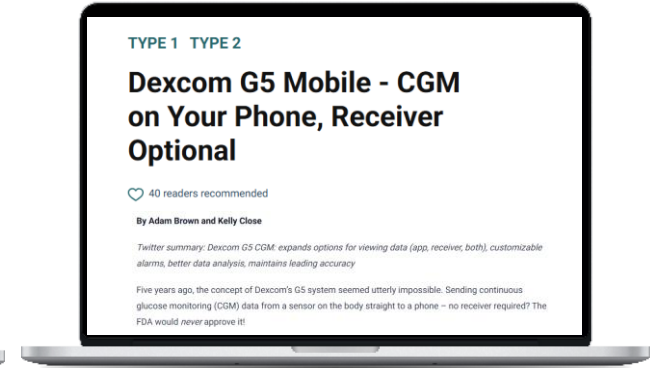 TYPE 1 TYPE 2
Dexcom G5 Mobile - CGM
on Your Phone, Receiver
Optional
40 readers recommended
By Adam Brown and Kelly Close
Twitter summary: Dexcom G5 CGM: expands options for viewing data (app, receiver, both), customizable
alarms, better data analysis, maintains leading accuracy
Five years ago, the concept of Dexcom's G5 system seemed utterly impossible. Sending continuous
glucose monitoring (CGM) data from a sensor on the body straight to a phone – no receiver required? The
FDA would never approve it!